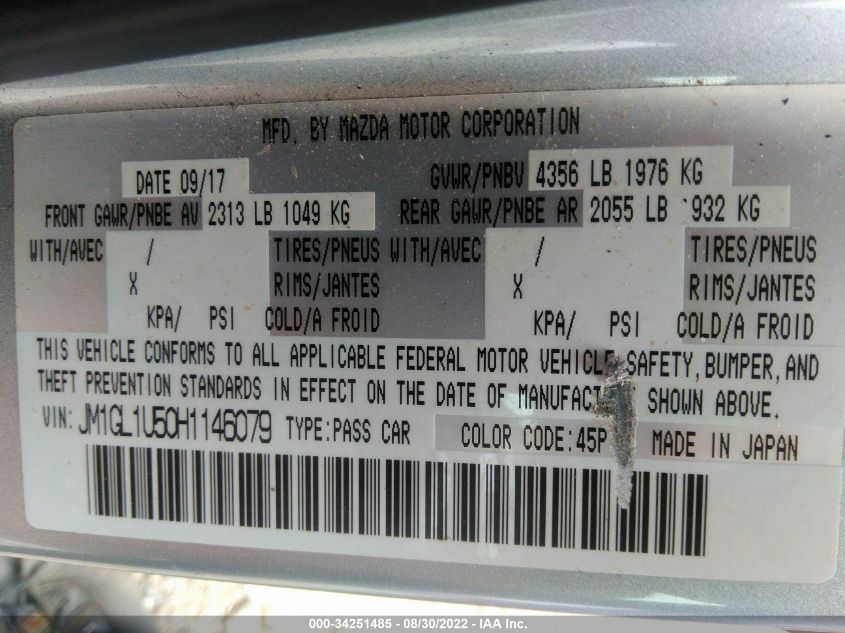 MFD. BY MAZDA MOTOR CORPORATION
DATE 09/17 GVWR/PNBV 4356 LB 1976 KG
FRONT GAWR/PNBE AV 2313 LB 1049 KG REAR GAWR/PNBE AR 2055 LB 932 KG
WITH/AVEC / TIRES/PNEUS WITH/AVEC / TIRES/PNEUS
X RIMS/JANTES X RIMS/JANTES
KPA/ PSI COLD/A FROID KPA/ PSI COLD/A FROID
THIS VEHICLE CONFORMS TO ALL APPLICABLE FEDERAL MOTOR VEHICLE SAFETY, BUMPER, AND
THEFT PREVENTION STANDARDS IN EFFECT ON THE DATE OF MANUFACT SHOWN ABOVE.
VIN: JM1GL1U50H1146079 TYPE:PASS CAR COLOR CODE:45P MADE IN JAPAN
000-34251485 - 08/30/2022 - IAA Inc.